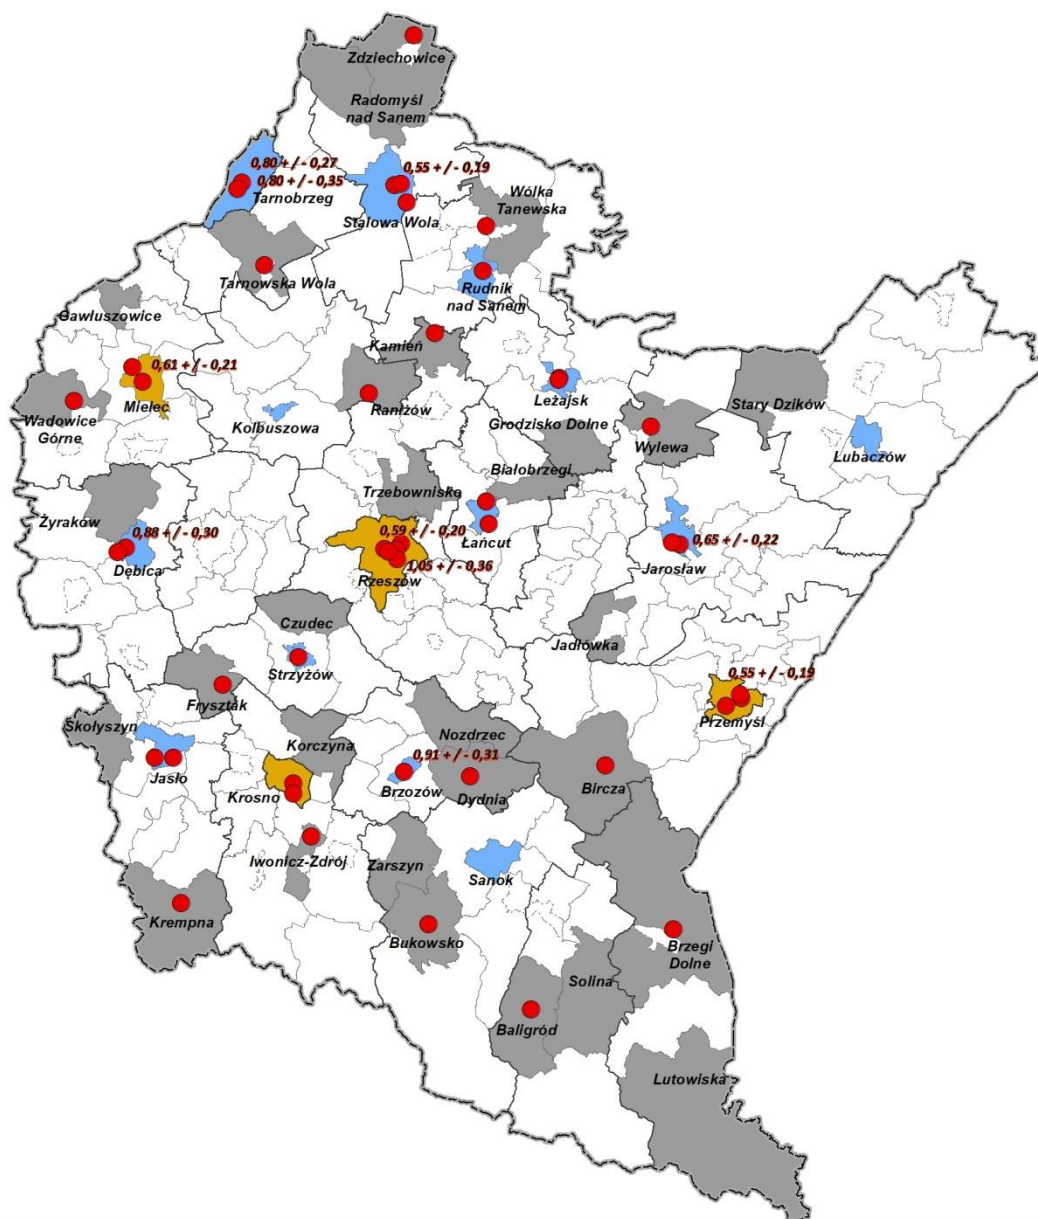 Zdziechowice
Radomyśl
nad Sanem
0,80 + / - 0,27
0,80 + / - 0,35
Tarnobrzeg
0,55 + / - 0,19
Stalowa Wola
Wólka
Tanewska
Tarnowska Wola
Rudnik
nad Sanem
Gawłuszowice
Kamień
0,61 + / - 0,21
Mielec
Wadowice
Górne
Raniżów
Kolbuszowa
Leżajsk
Grodzisko Dolne
Stary Dzików
Wylewa
Lubaczów
Białobrzegi
Trzebownisko
Żyraków
0,88 + / - 0,30
Dębica
0,59 + / - 0,20
1,05 + / - 0,36
Rzeszów
Łańcut
0,65 + / - 0,22
Jarosław
Czudec
Strzyżów
Jadłówka
Frysztak
0,55 + / - 0,19
Przemyśl
Skołyszyn
Jasło
Korczyna
Krosno
Nozdrzec
0,91 + / - 0,31
Brzozów
Dydnia
Bircza
Iwonicz-Zdrój
Zarszyn
Sanok
Krempna
Bukowsko
Brzegi
Dolne
Solina
Baligród
Lutowiska